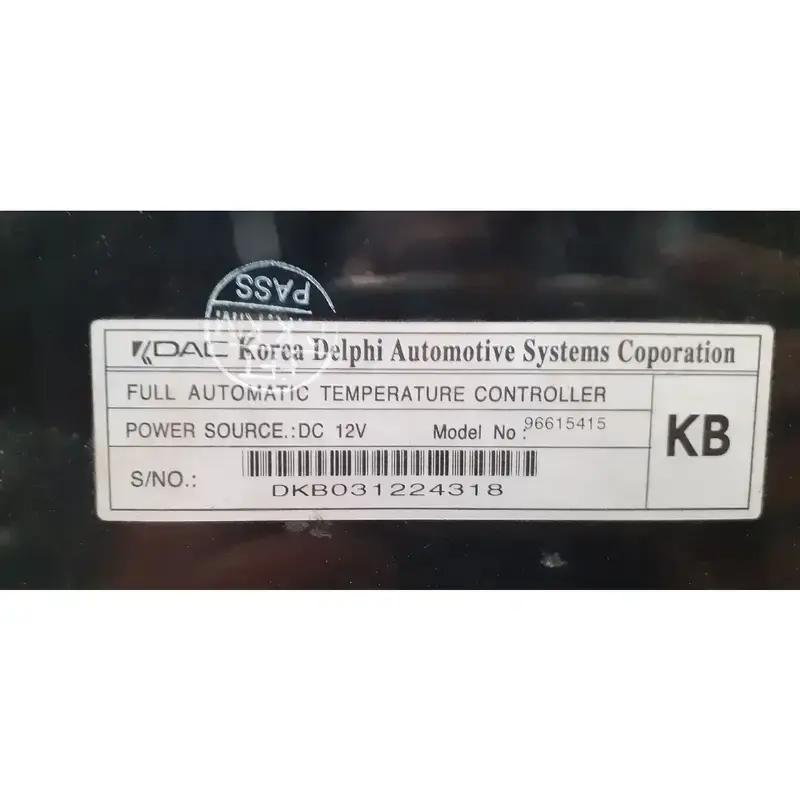 PASS
KDAC Korea Delphi Automotive Systems Coporation
FULL AUTOMATIC TEMPERATURE CONTROLLER
POWER SOURCE.:DC 12V Model No : 96615415
KB
S/NO.:
DKB031224318